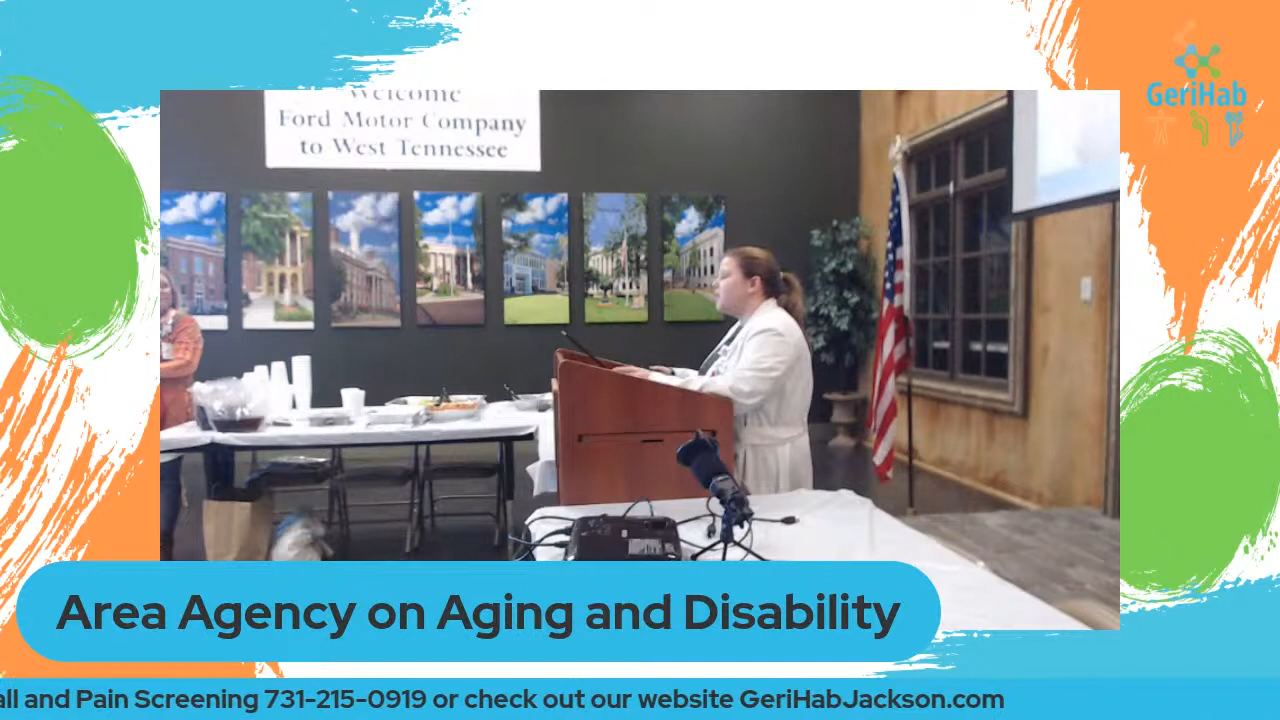 GeriHab
Welcome
Ford Motor Company
to West Tennessee
Area Agency on Aging and Disability
all and Pain Screening 731-215-0919 or check out our website GeriHabJackson.com